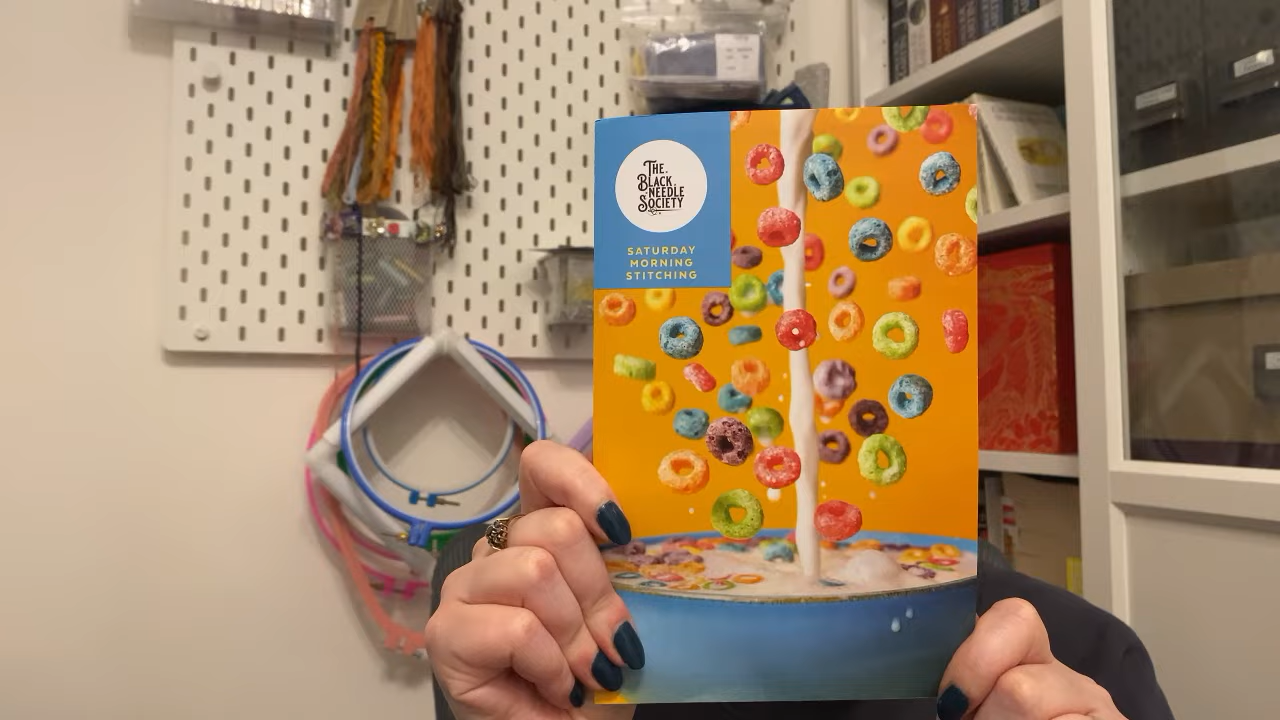 THE
BLACK
NEEDLE
SOCIETY
SATURDAY
MORNING
STITCHING